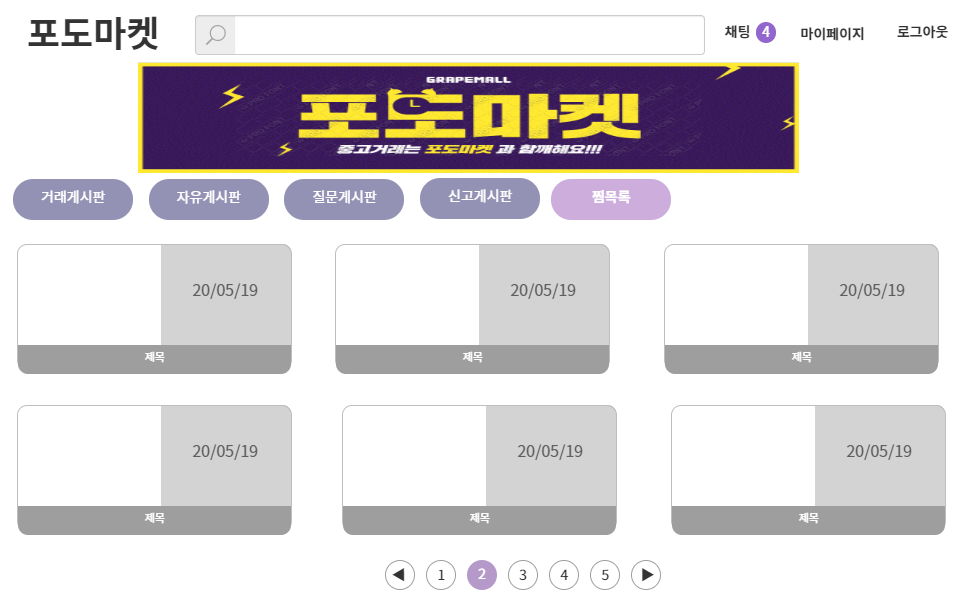 포도마켓
채팅 4 마이페이지 로그아웃
GRAPEMALL
포도마켓
중고거래는 포도마켓 과 함께해요!!!
거래게시판 자유게시판 질문게시판 신고게시판 찜목록
20/05/19 20/05/19 20/05/19
제목 제목 제목
20/05/19 20/05/19 20/05/19
제목 제목 제목
◀ 1 2 3 4 5 ▶